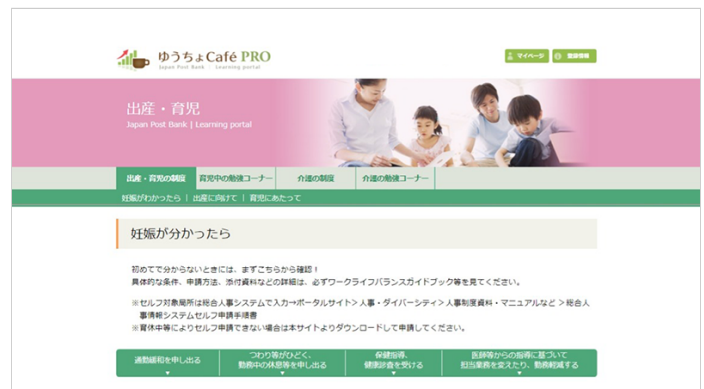 ゆうちょCafé PRO
Japan Post Bank | Learning portal
マイページ
登録情報
出産・育児
Japan Post Bank | Learning portal
出産・育児の制度
育児中の勉強コーナー
介護の制度
介護の勉強コーナー
妊娠がわかったら | 出産に向けて | 育児にあたって
妊娠が分かったら
初めてで分からないときには、まずこちらから確認！
具体的な条件、申請方法、添付資料などの詳細は、必ずワークライフバランスガイドブック等を見てください。
※セルフ対象局所は総合人事システムで入力→ポータルサイト＞人事・ダイバーシティ＞人事制度資料・マニュアルなど ＞総合人
事情報システムセルフ申請手順書
※育休中等によりセルフ申請できない場合は本サイトよりダウンロードして申請してください。
通勤緩和を申し出る
つわり等がひどく、
勤務中の休息等を申し出る
保健指導、
健康診査を受ける
医師等からの指導に基づいて
担当業務を変えたり、勤務軽減する